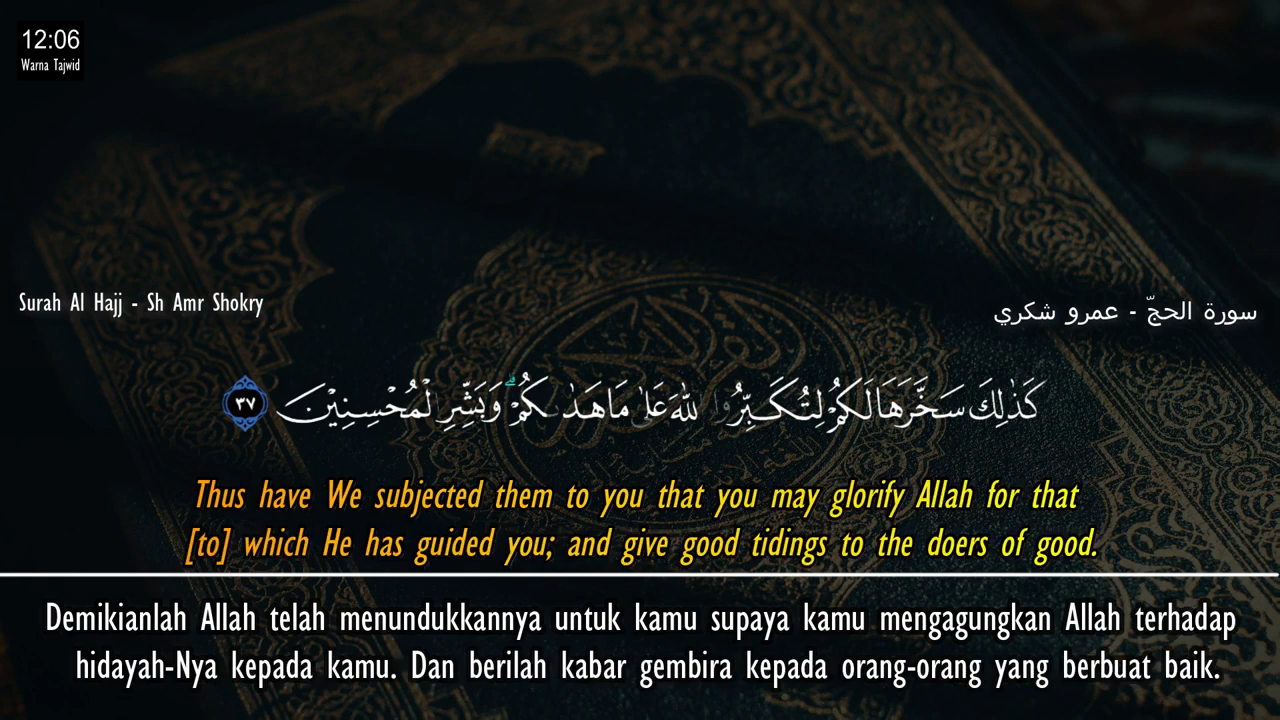 12:06
Warna Tajwid
Surah Al Hajj - Sh Amr Shokry
سورة الحجّ - عمرو شكري
كَذَٰلِكَ سَخَّرَهَا لَكُمْ لِتُكَبِّرُوا۟ ٱللَّهَ عَلَىٰ مَا هَدَىٰكُمْ ۗ وَبَشِّرِ ٱلْمُحْسِنِينَ ٣٧
Thus have We subjected them to you that you may glorify Allah for that
[to] which He has guided you; and give good tidings to the doers of good.
Demikianlah Allah telah menundukkannya untuk kamu supaya kamu mengagungkan Allah terhadap
hidayah-Nya kepada kamu. Dan berilah kabar gembira kepada orang-orang yang berbuat baik.